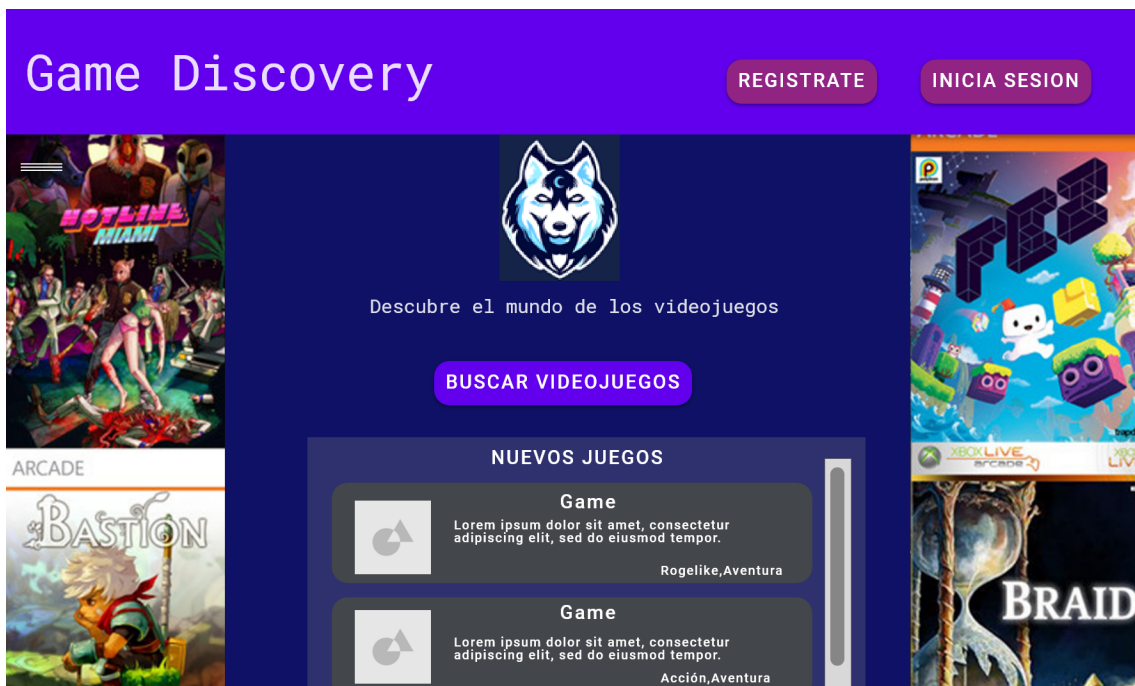 Game Discovery
REGISTRATE
INICIA SESION
HOTLINE
MIAMI
ARCADE
BASTION
Descubre el mundo de los videojuegos
BUSCAR VIDEOJUEGOS
NUEVOS JUEGOS
Game
Lorem ipsum dolor sit amet, consectetur
adipiscing elit, sed do eiusmod tempor.
Rogelike,Aventura
Game
Lorem ipsum dolor sit amet, consectetur
adipiscing elit, sed do eiusmod tempor.
Acción,Aventura
ARCADE
FEZ
XBOX LIVE
arcade
BRAID